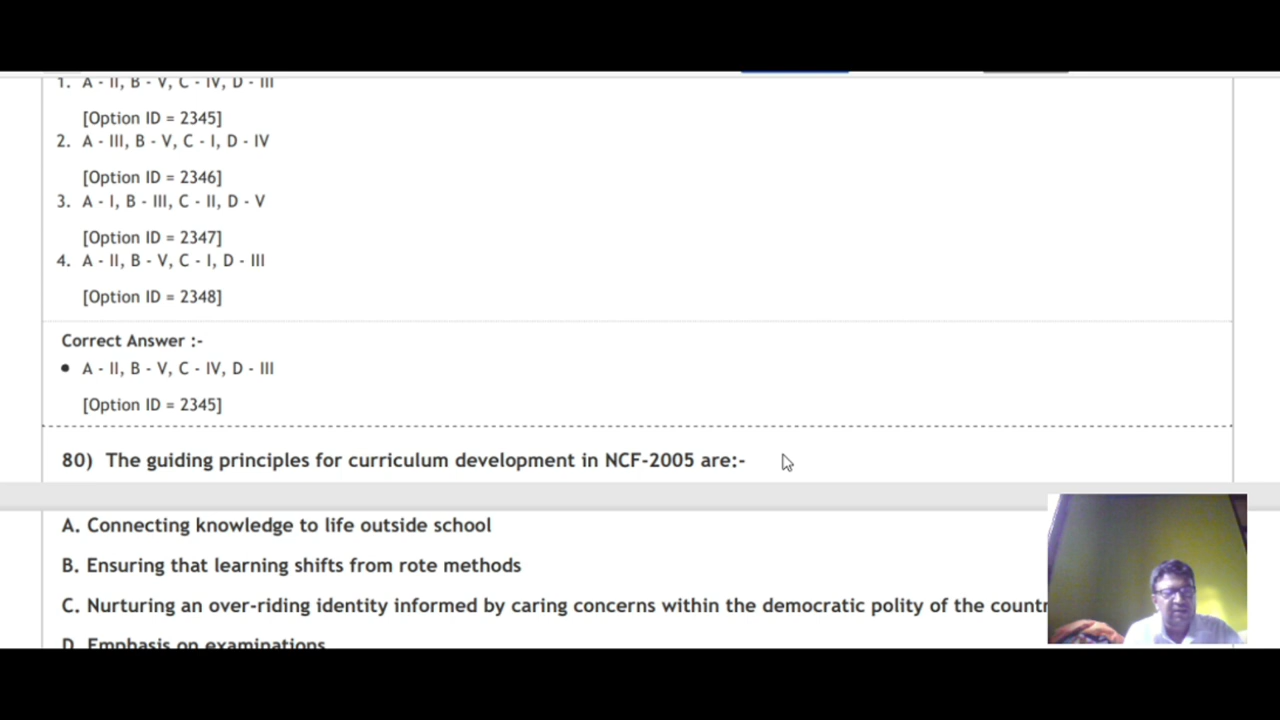 1. A - II, B - V, C - IV, D - III
[Option ID = 2345]
2. A - III, B - V, C - I, D - IV
[Option ID = 2346]
3. A - I, B - III, C - II, D - V
[Option ID = 2347]
4. A - II, B - V, C - I, D - III
[Option ID = 2348]
Correct Answer :-
• A - II, B - V, C - IV, D - III
[Option ID = 2345]
80) The guiding principles for curriculum development in NCF-2005 are:-
A. Connecting knowledge to life outside school
B. Ensuring that learning shifts from rote methods
C. Nurturing an over-riding identity informed by caring concerns within the democratic polity of the countr
D. Emphasis on examinations